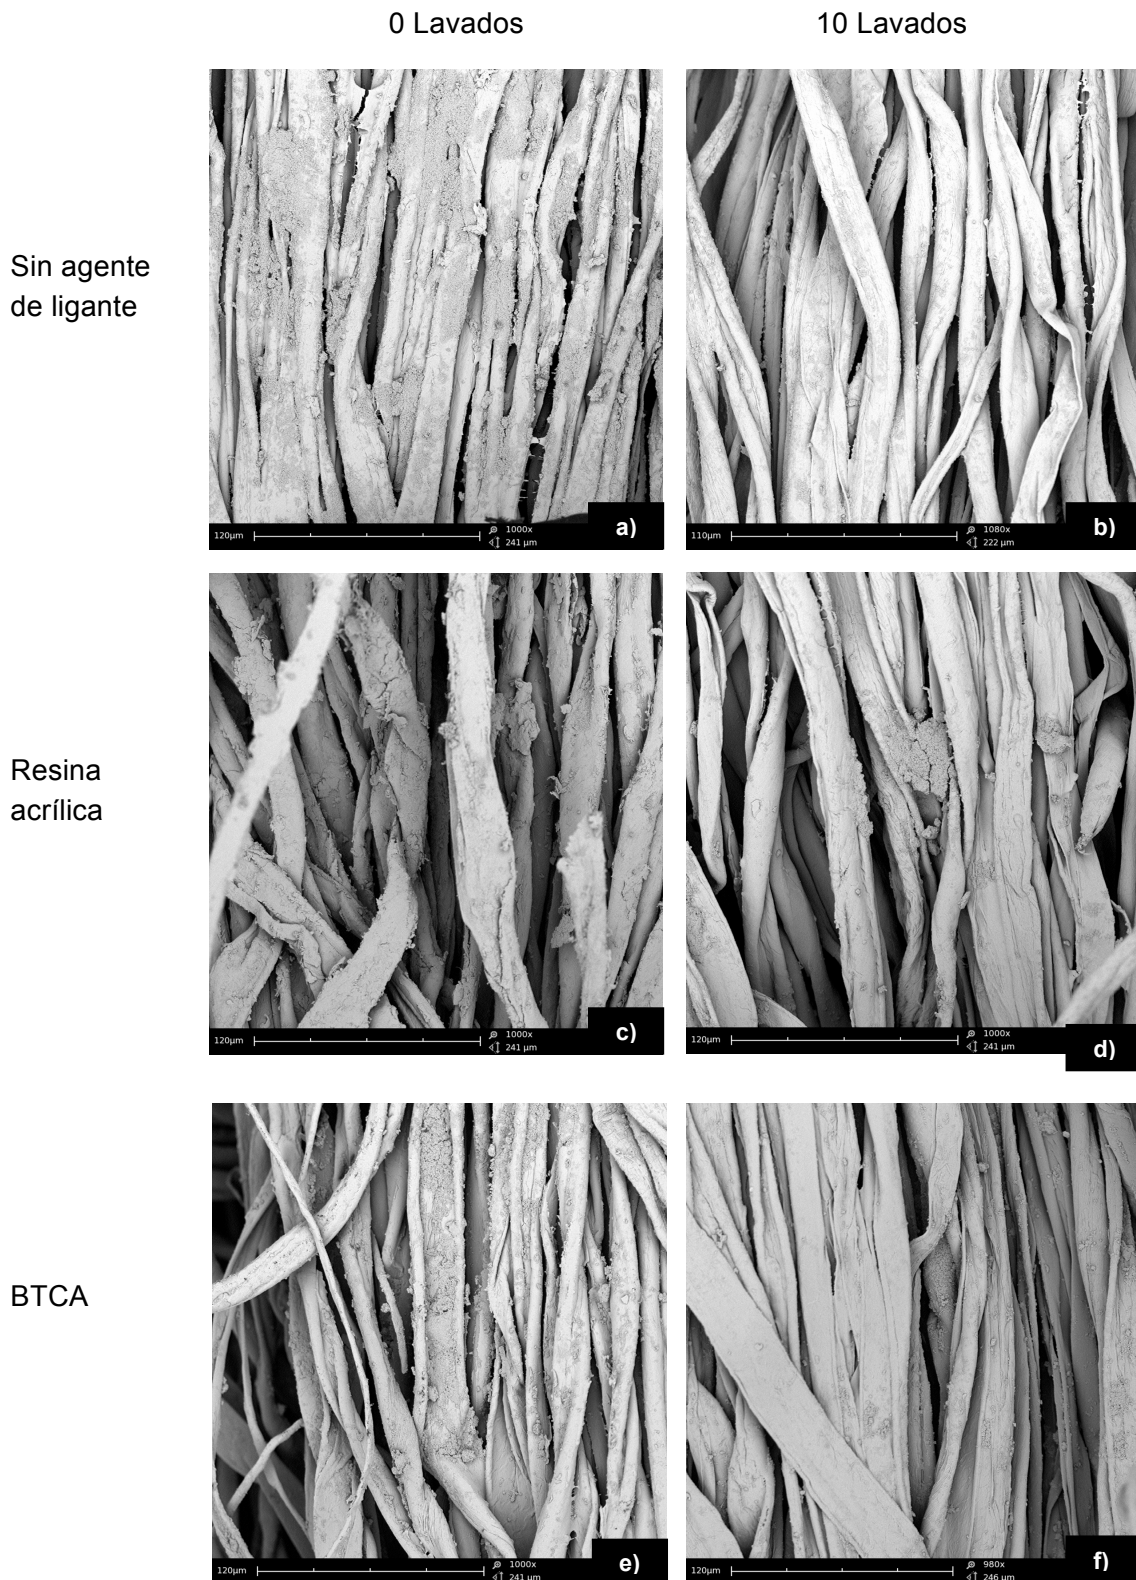 0 Lavados
10 Lavados
Sin agente
de ligante
120µm
1000x
241 µm
a)
110µm
1080x
222 µm
b)
Resina
acrílica
120µm
1000x
241 µm
c)
120µm
1000x
241 µm
d)
BTCA
120µm
1000x
241 µm
e)
120µm
980x
246 µm
f)